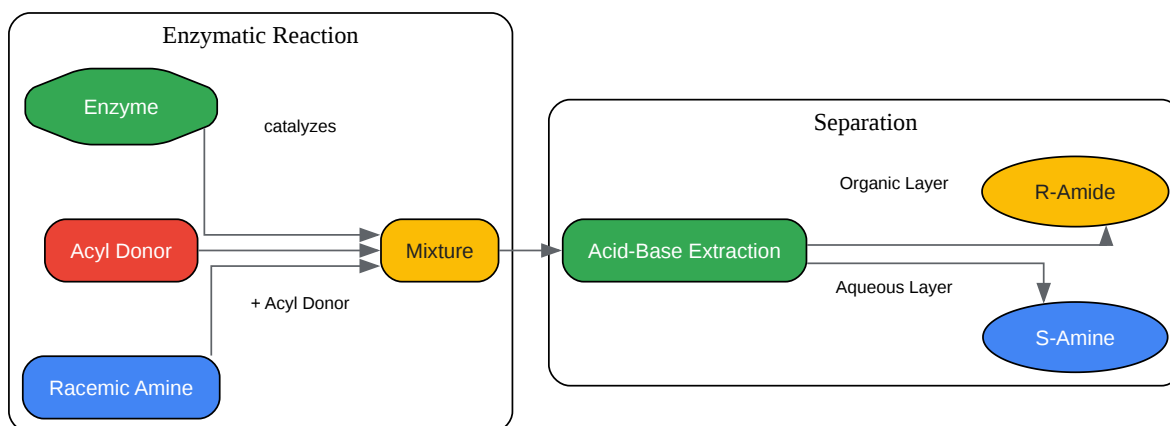 Enzymatic Reaction
Enzyme
catalyzes
Acyl Donor
Mixture
+ Acyl Donor
Racemic Amine
Separation
Organic Layer
R-Amide
Acid-Base Extraction
Aqueous Layer
S-Amine